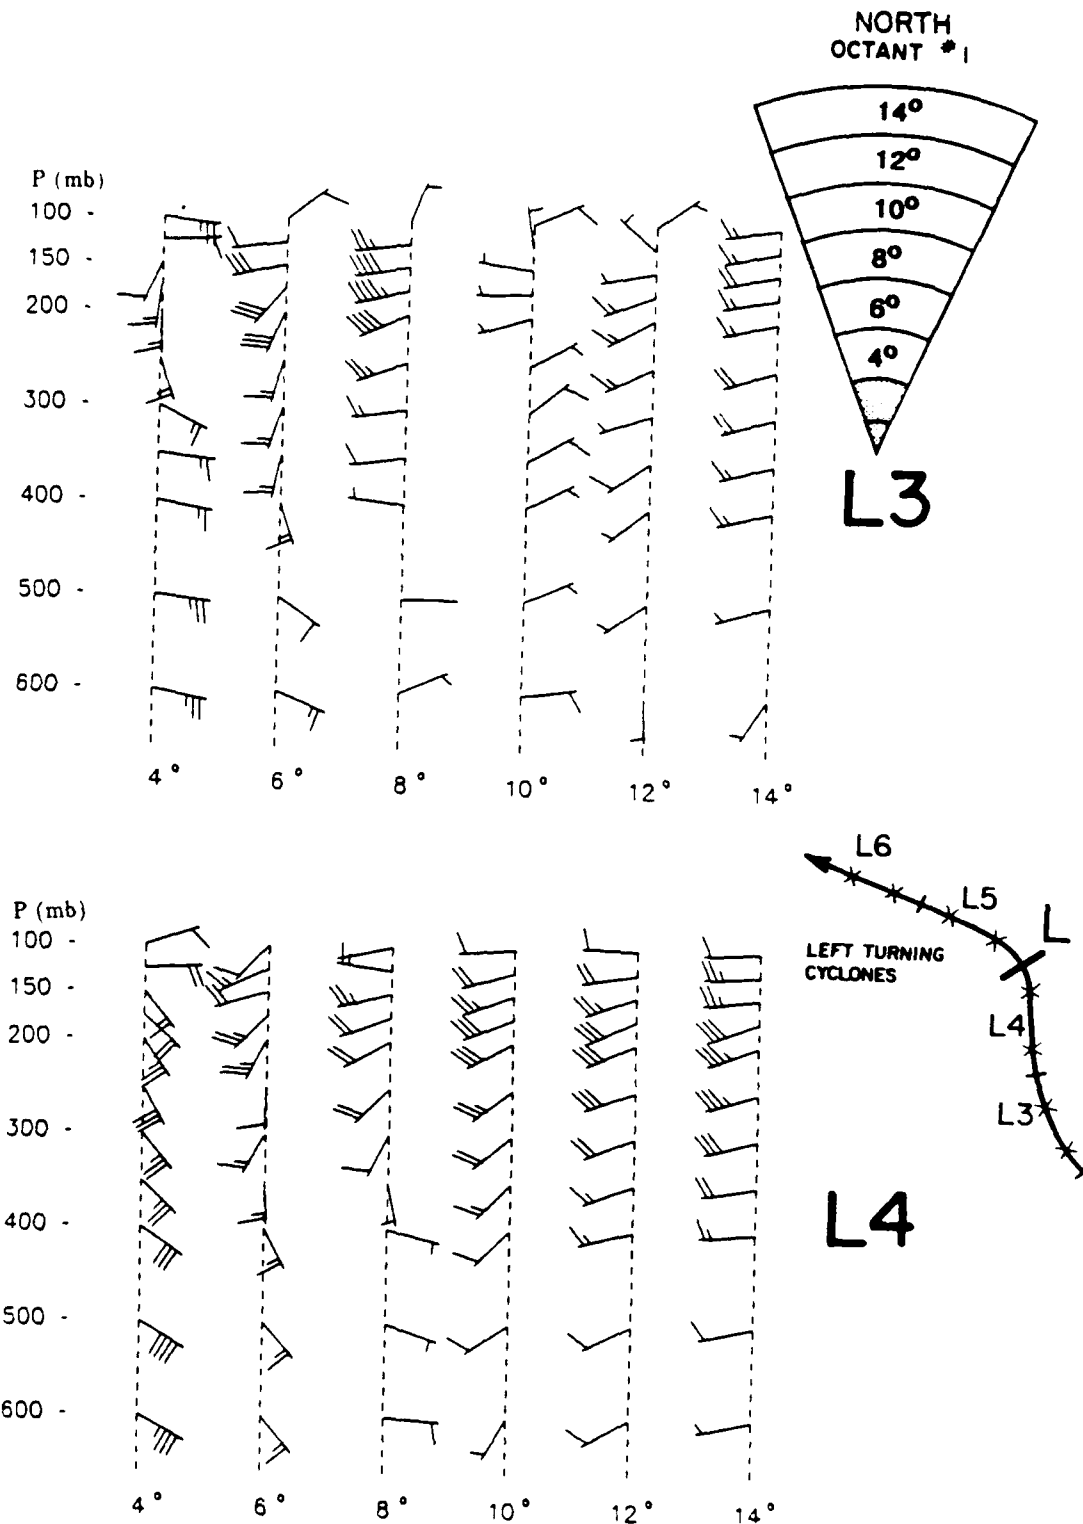 NORTH
OCTANT #1
14°
12°
10°
8°
6°
4°
L3
P (mb)
100 -
150 -
200 -
300 -
400 -
500 -
600 -
4° 6° 8° 10° 12° 14°
L6
L5
L
LEFT TURNING
CYCLONES
L4
L3
L4
P (mb)
100 -
150 -
200 -
300 -
400 -
500 -
600 -
4° 6° 8° 10° 12° 14°